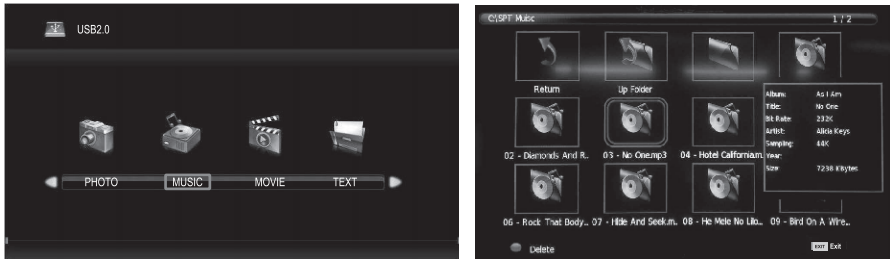 USB2.0
PHOTO MUSIC MOVIE TEXT
C:\SPT Muisc 1 / 2
Return Up Folder
Album: As I Am
Title: No One
Bit Rate: 232K
Artist: Alicia Keys
Sampling: 44K
Year:
Size: 7238 KBytes
02 - Diamonds And R.. 03 - No One.mp3 04 - Hotel California.m.
06 - Rock That Body.. 07 - Hide And Seek.m. 08 - He Mele No Lilo... 09 - Bird On A Wire...
Delete EXIT Exit